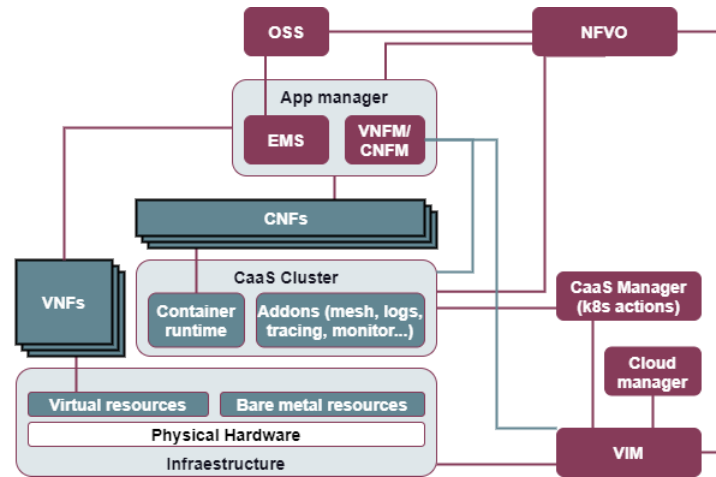 OSS
NFVO
App manager
EMS
VNFM/
CNFM
CNFs
VNFs
CaaS Cluster
Container
runtime
Addons (mesh, logs,
tracing, monitor...)
CaaS Manager
(k8s actions)
Cloud
manager
Virtual resources
Bare metal resources
Physical Hardware
Infraestructure
VIM